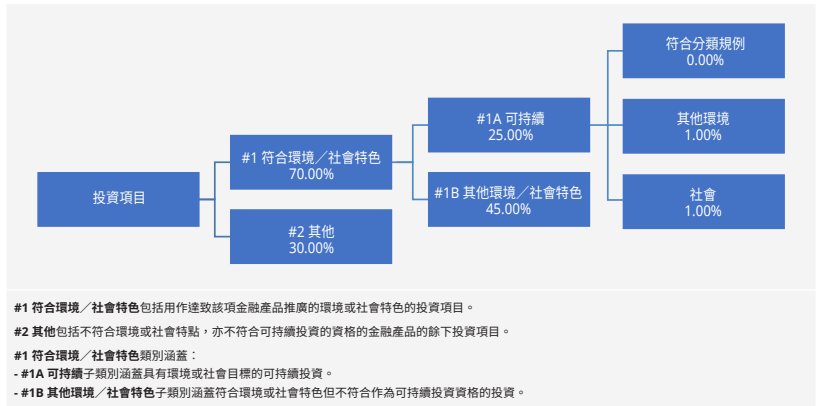 投資項目
#1 符合環境／社會特色
70.00%
#2 其他
30.00%
#1A 可持續
25.00%
#1B 其他環境／社會特色
45.00%
符合分類規例
0.00%
其他環境
1.00%
社會
1.00%
#1 符合環境／社會特色包括用作達致該項金融產品推廣的環境或社會特色的投資項目。
#2 其他包括不符合環境或社會特點，亦不符合可持續投資的資格的金融產品的餘下投資項目。
#1 符合環境／社會特色類別涵蓋：
- #1A 可持續子類別涵蓋具有環境或社會目標的可持續投資。
- #1B 其他環境／社會特色子類別涵蓋符合環境或社會特色但不符合作為可持續投資資格的投資。